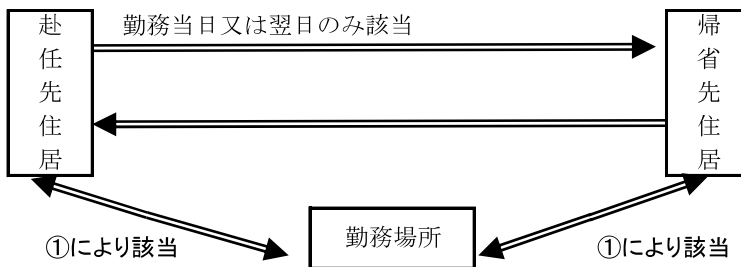 赴任先住居
勤務当日又は翌日のみ該当
帰省先住居
勤務場所
①により該当
①により該当